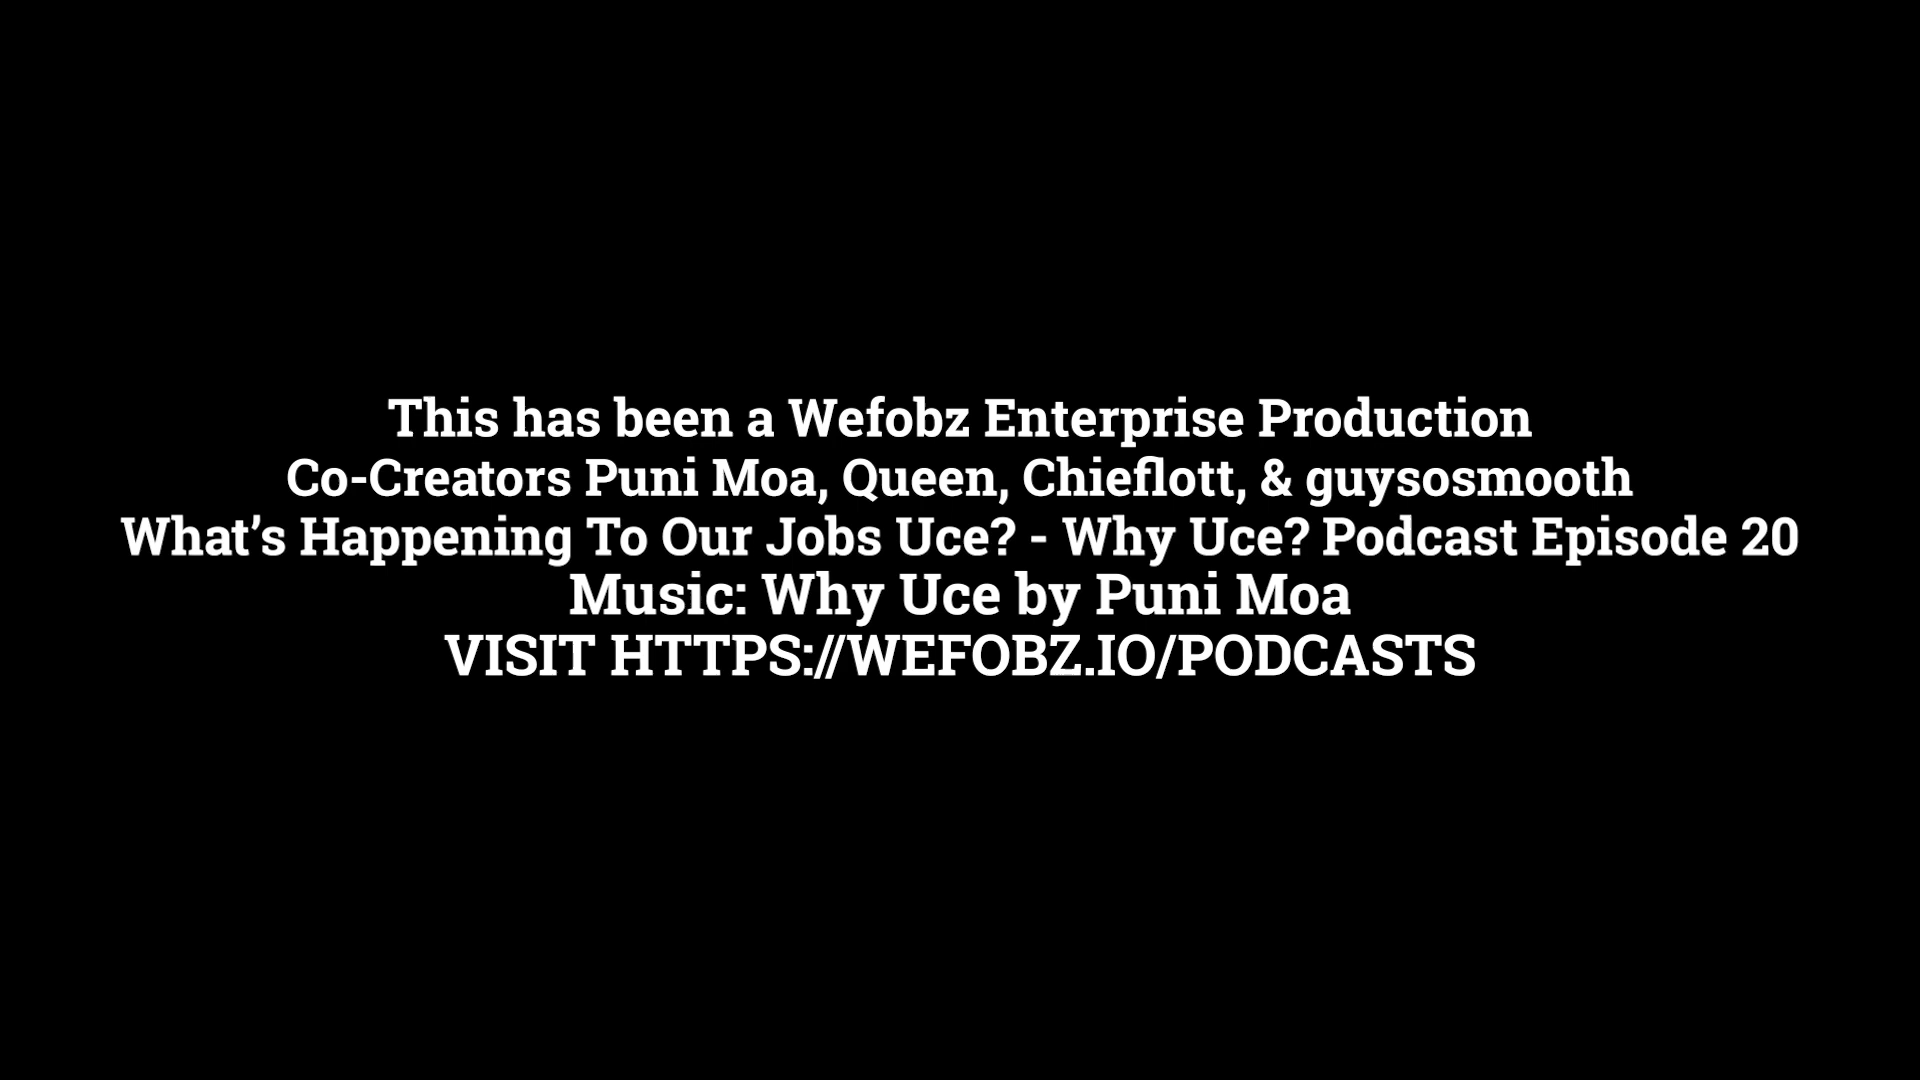 This has been a Wefobz Enterprise Production
Co-Creators Puni Moa, Queen, Chieflott, & guysosmooth
What’s Happening To Our Jobs Uce? - Why Uce? Podcast Episode 20
Music: Why Uce by Puni Moa
VISIT HTTPS://WEFOBZ.IO/PODCASTS